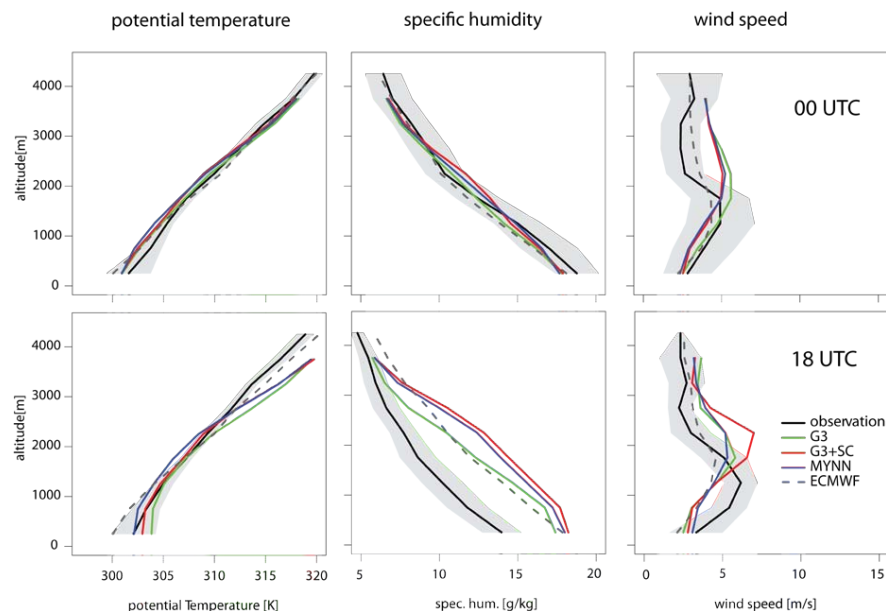 potential temperature specific humidity wind speed
4000
3000
2000
1000
0
altitude[m]
00 UTC
4000
3000
2000
1000
0
altitude[m]
18 UTC
observation
G3
G3+SC
MYNN
ECMWF
300 305 310 315 320 5 10 15 20 0 5 10 15
potential Temperature [K] spec. hum. [g/kg] wind speed [m/s]